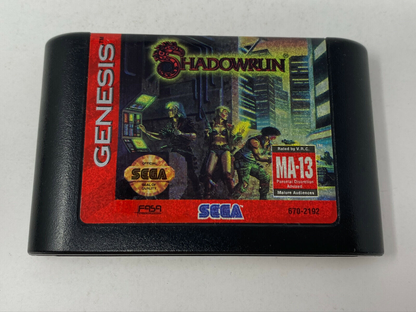 GENESIS
SHADOWRUN
Rated by V.R.C.
MA-13
Parental Discretion
Advised.
Mature Audiences
OFFICIAL
SEGA
SEAL OF
QUALITY
FASA
SEGA
670-2192